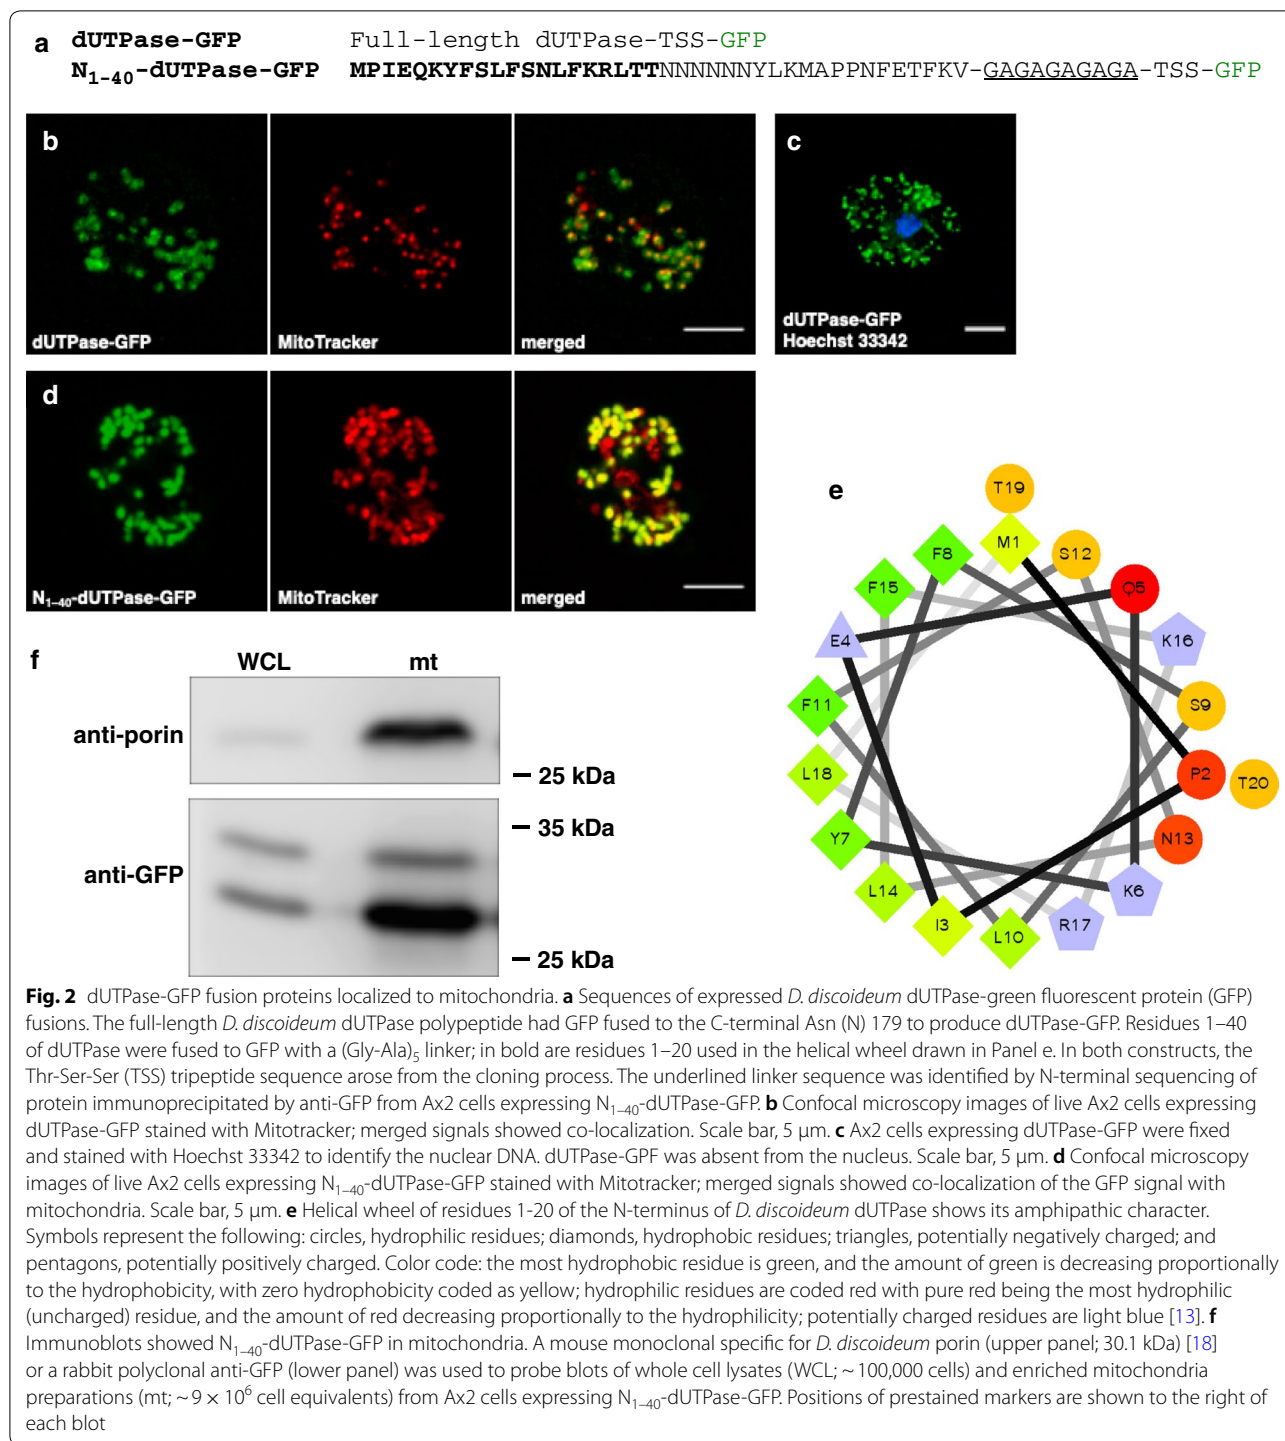 a dUTPase-GFP Full-length dUTPase-TSS-GFP
N1-40-dUTPase-GFP MPIEQKYFSLFSNLFKRLTTNNNNNNYLKMAPPNFETFKV-GAGAGAGAGA-TSS-GFP
b
dUTPase-GFP
MitoTracker
merged
c
dUTPase-GFP
Hoechst 33342
d
N1–40-dUTPase-GFP
MitoTracker
merged
e
T19
M1
F8
S12
F15
Q5
E4
K16
F11
S9
L18
P2
T20
Y7
N13
L14
K6
I3
R17
L10
f
WCL mt
anti-porin
25 kDa
35 kDa
anti-GFP
25 kDa
Fig. 2 dUTPase-GFP fusion proteins localized to mitochondria. a Sequences of expressed D. discoideum dUTPase-green fluorescent protein (GFP)
fusions. The full-length D. discoideum dUTPase polypeptide had GFP fused to the C-terminal Asn (N) 179 to produce dUTPase-GFP. Residues 1–40
of dUTPase were fused to GFP with a (Gly-Ala)5 linker; in bold are residues 1–20 used in the helical wheel drawn in Panel e. In both constructs, the
Thr-Ser-Ser (TSS) tripeptide sequence arose from the cloning process. The underlined linker sequence was identified by N-terminal sequencing of
protein immunoprecipitated by anti-GFP from Ax2 cells expressing N1–40-dUTPase-GFP. b Confocal microscopy images of live Ax2 cells expressing
dUTPase-GFP stained with Mitotracker; merged signals showed co-localization. Scale bar, 5 µm. c Ax2 cells expressing dUTPase-GFP were fixed
and stained with Hoechst 33342 to identify the nuclear DNA. dUTPase-GPF was absent from the nucleus. Scale bar, 5 µm. d Confocal microscopy
images of live Ax2 cells expressing N1–40-dUTPase-GFP stained with Mitotracker; merged signals showed co-localization of the GFP signal with
mitochondria. Scale bar, 5 µm. e Helical wheel of residues 1-20 of the N-terminus of D. discoideum dUTPase shows its amphipathic character.
Symbols represent the following: circles, hydrophilic residues; diamonds, hydrophobic residues; triangles, potentially negatively charged; and
pentagons, potentially positively charged. Color code: the most hydrophobic residue is green, and the amount of green is decreasing proportionally
to the hydrophobicity, with zero hydrophobicity coded as yellow; hydrophilic residues are coded red with pure red being the most hydrophilic
(uncharged) residue, and the amount of red decreasing proportionally to the hydrophilicity; potentially charged residues are light blue [13]. f
Immunoblots showed N1–40-dUTPase-GFP in mitochondria. A mouse monoclonal specific for D. discoideum porin (upper panel; 30.1 kDa) [18]
or a rabbit polyclonal anti-GFP (lower panel) was used to probe blots of whole cell lysates (WCL; ~ 100,000 cells) and enriched mitochondria
preparations (mt; ~ 9 × 10^6 cell equivalents) from Ax2 cells expressing N1–40-dUTPase-GFP. Positions of prestained markers are shown to the right of
each blot